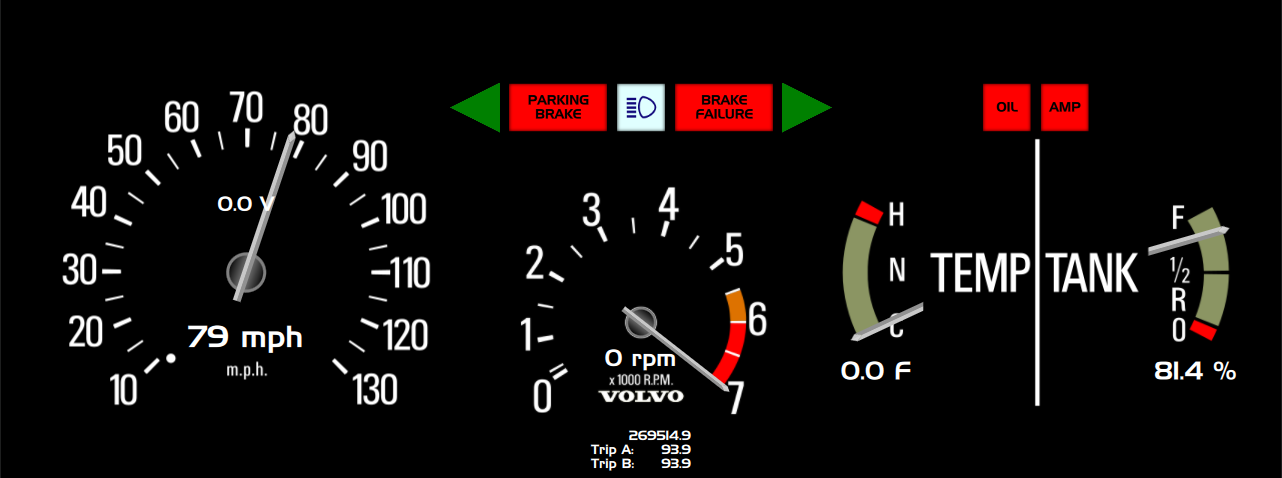 PARKING BRAKE
BRAKE FAILURE
OIL
AMP
10
20
30
40
50
60
70
80
90
100
110
120
130
0.0 V
79 mph
m.p.h.
0
1
2
3
4
5
6
7
0 rpm
x 1000 R.P.M.
VOLVO
269514.9
Trip A: 93.9
Trip B: 93.9
H
N
C
TEMP
0.0 F
TANK
F
1/2
R
0
81.4 %